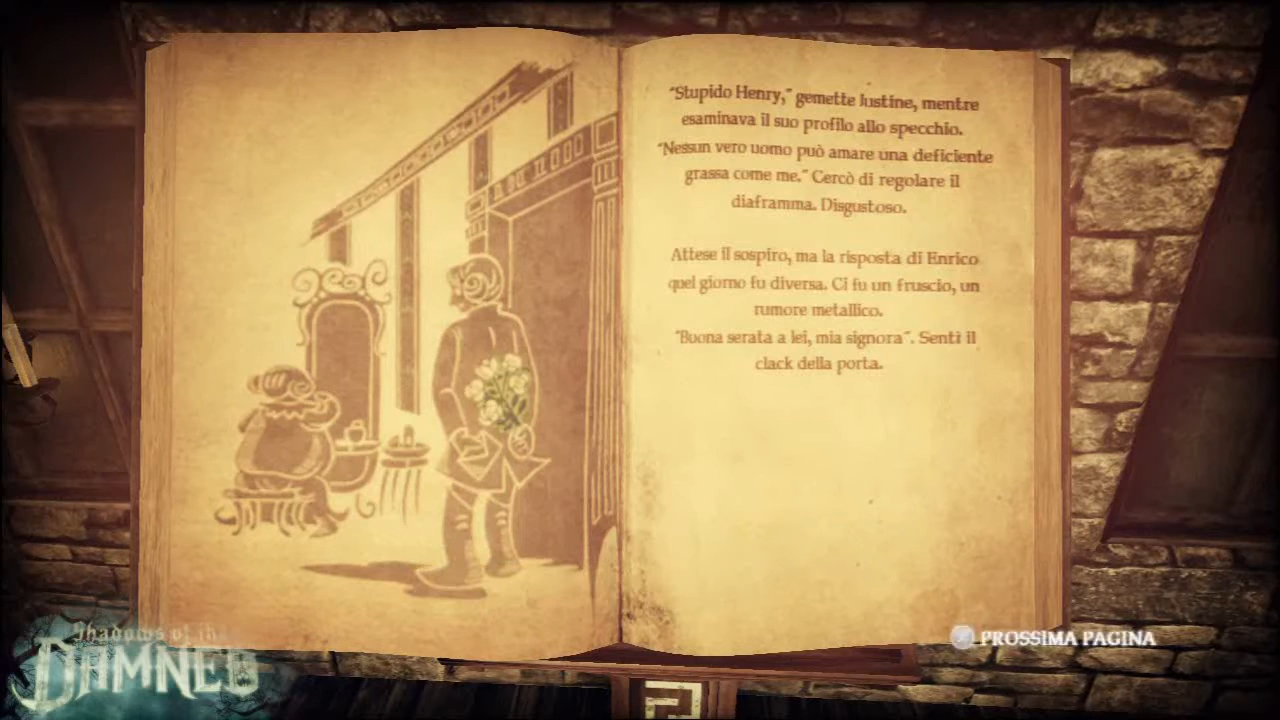 "Stupido Henry," gemette Justine, mentre
esaminava il suo profilo allo specchio.
"Nessun vero uomo può amare una deficiente
grassa come me." Cercò di regolare il
diaframma. Disgustoso.
Attese il sospiro, ma la risposta di Enrico
quel giorno fu diversa. Ci fu un fruscio, un
rumore metallico.
"Buona serata a lei, mia signora". Sentì il
clack della porta.
PROSSIMA PAGINA
Shadows of the
DAMNED